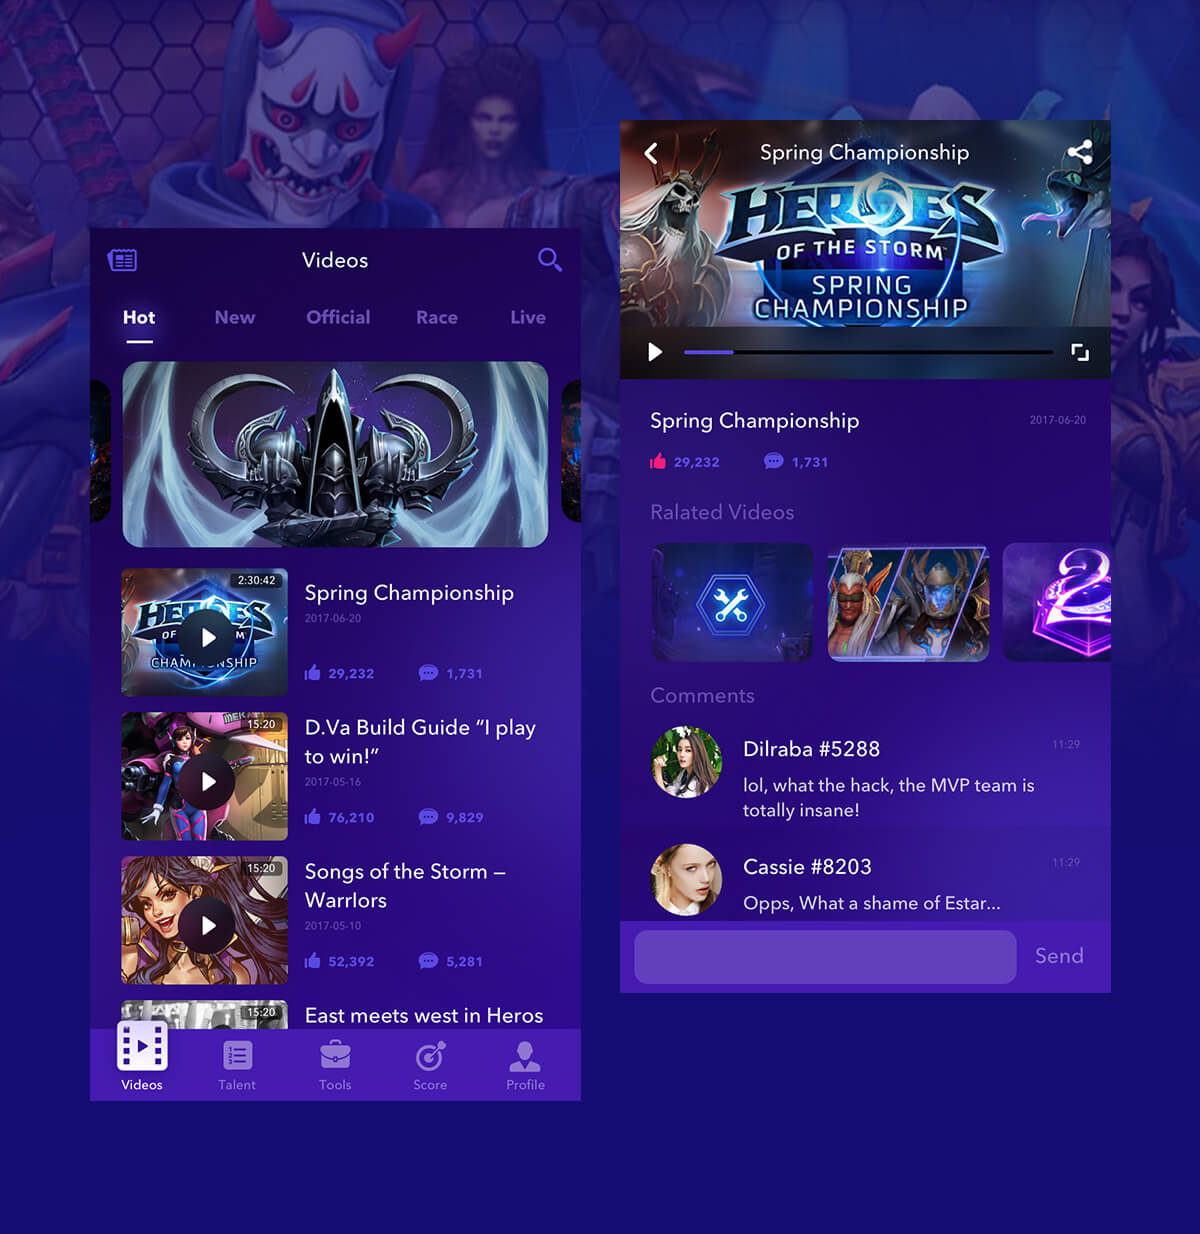 Videos
Hot
New
Official
Race
Live
2:30:42
HEROES
OF THE STORM
CHAMPIONSHIP
Spring Championship
2017-06-20
29,232
1,731
15:20
D.Va Build Guide “I play
to win!”
2017-05-16
76,210
9,829
15:20
Songs of the Storm –
Warrlors
2017-05-10
52,392
5,281
15:20
East meets west in Heros
Videos
Talent
Tools
Score
Profile
Spring Championship
HEROES
OF THE STORM
SPRING
CHAMPIONSHIP
Spring Championship
2017-06-20
29,232
1,731
Ralated Videos
2
Comments
Dilraba #5288
11:29
lol, what the hack, the MVP team is
totally insane!
Cassie #8203
11:29
Opps, What a shame of Estar...
Send